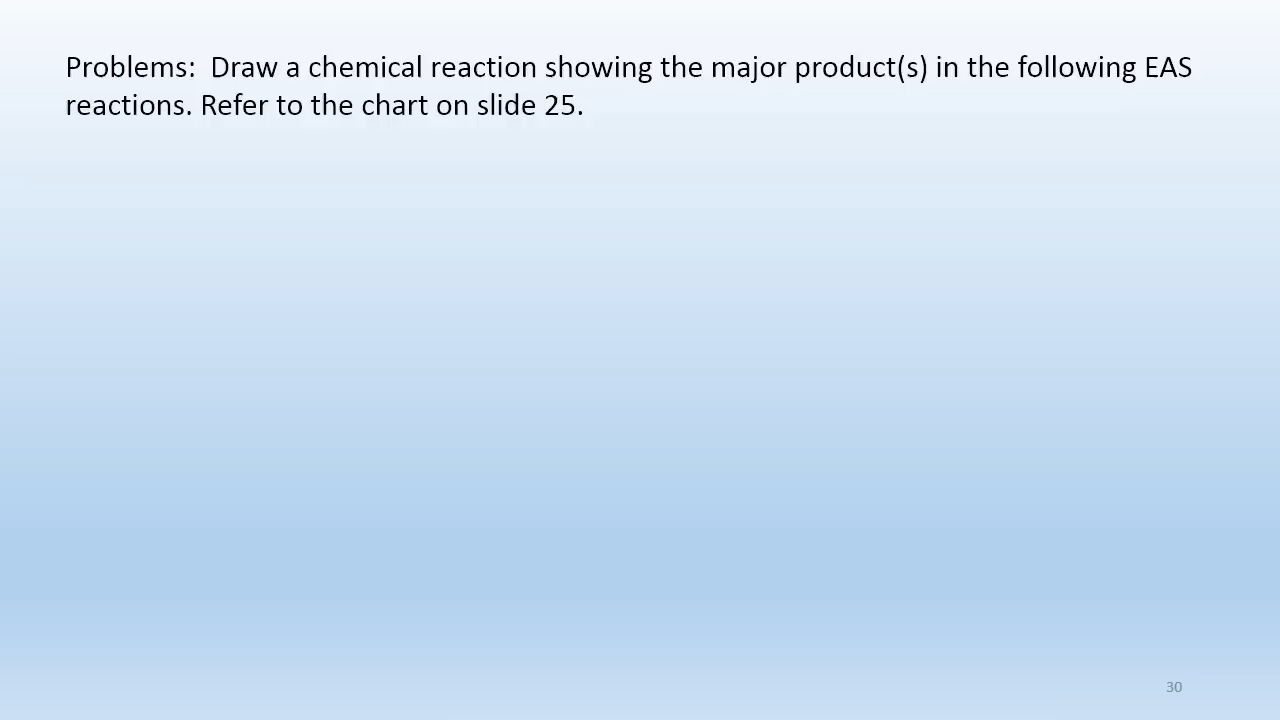 Problems:  Draw a chemical reaction showing the major product(s) in the following EAS
reactions. Refer to the chart on slide 25.
30